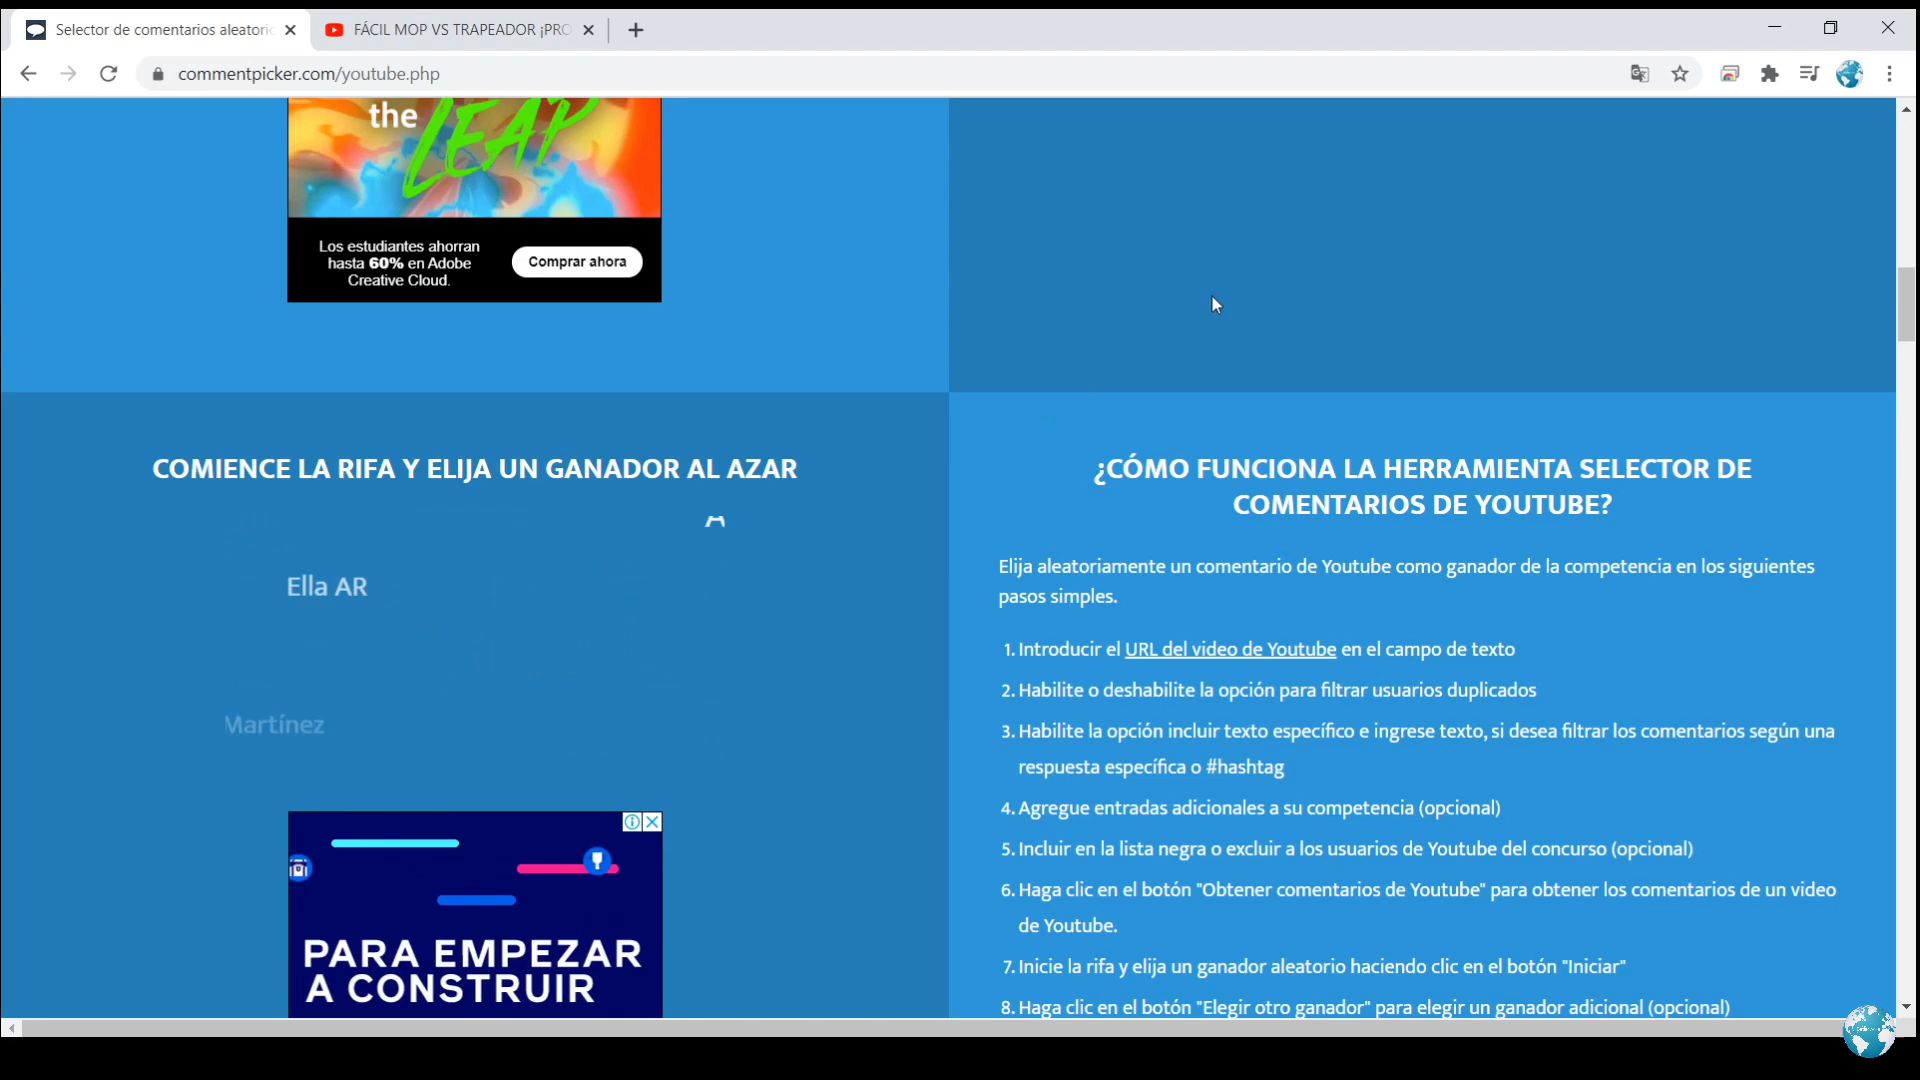 Selector de comentarios aleatori
FÁCIL MOP VS TRAPEADOR ¡PRO
commentpicker.com/youtube.php
the
LEAP
Los estudiantes ahorran
hasta 60% en Adobe
Creative Cloud.
Comprar ahora
COMIENCE LA RIFA Y ELIJA UN GANADOR AL AZAR
Ella AR
Martínez
PARA EMPEZAR
A CONSTRUIR
¿CÓMO FUNCIONA LA HERRAMIENTA SELECTOR DE
COMENTARIOS DE YOUTUBE?
Elija aleatoriamente un comentario de Youtube como ganador de la competencia en los siguientes
pasos simples.
1. Introducir el URL del video de Youtube en el campo de texto
2. Habilite o deshabilite la opción para filtrar usuarios duplicados
3. Habilite la opción incluir texto específico e ingrese texto, si desea filtrar los comentarios según una
respuesta específica o #hashtag
4. Agregue entradas adicionales a su competencia (opcional)
5. Incluir en la lista negra o excluir a los usuarios de Youtube del concurso (opcional)
6. Haga clic en el botón "Obtener comentarios de Youtube" para obtener los comentarios de un video
de Youtube.
7. Inicie la rifa y elija un ganador aleatorio haciendo clic en el botón "Iniciar"
8. Haga clic en el botón "Elegir otro ganador" para elegir un ganador adicional (opcional)